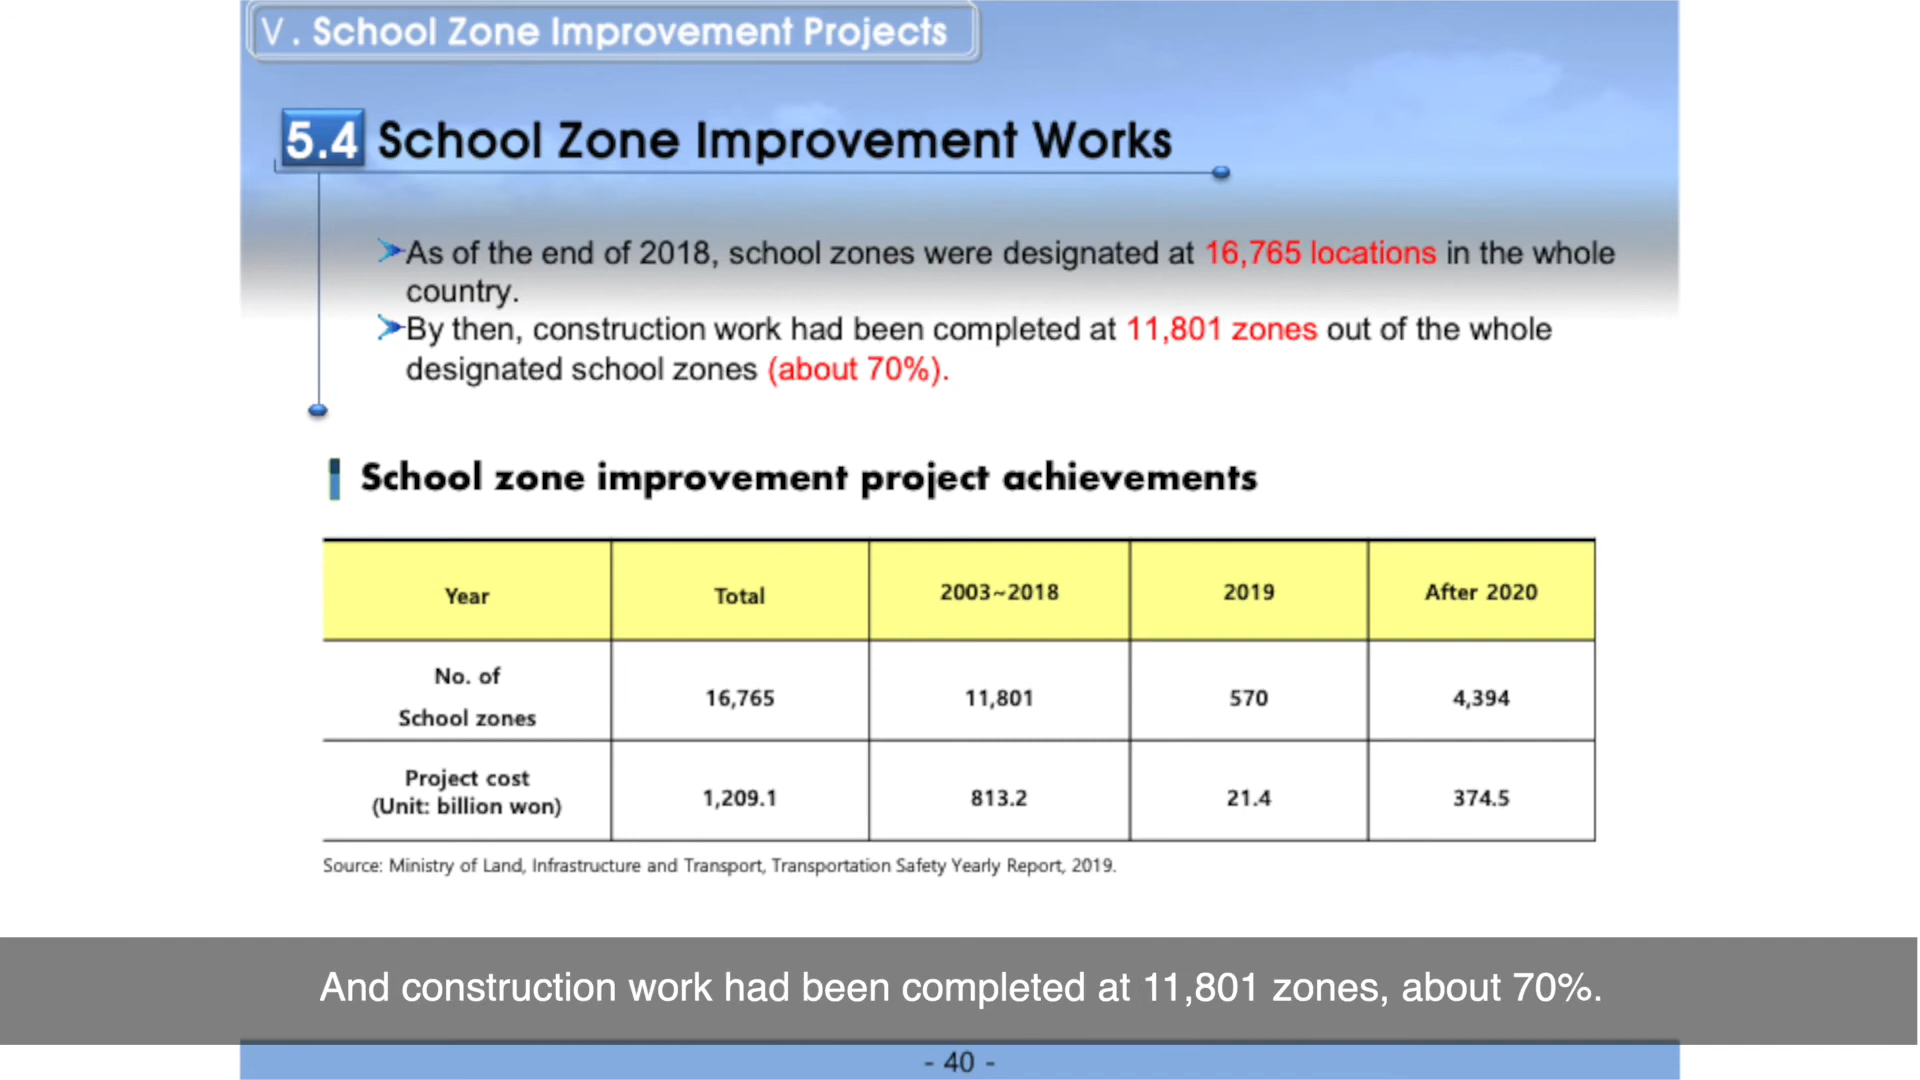 V . School Zone Improvement Projects
5.4 School Zone Improvement Works
➢As of the end of 2018, school zones were designated at 16,765 locations in the whole
country.
➢By then, construction work had been completed at 11,801 zones out of the whole
designated school zones (about 70%).
School zone improvement project achievements
Year Total 2003~2018 2019 After 2020
No. of
School zones 16,765 11,801 570 4,394
Project cost
(Unit: billion won) 1,209.1 813.2 21.4 374.5
Source: Ministry of Land, Infrastructure and Transport, Transportation Safety Yearly Report, 2019.
And construction work had been completed at 11,801 zones, about 70%.
- 40 -